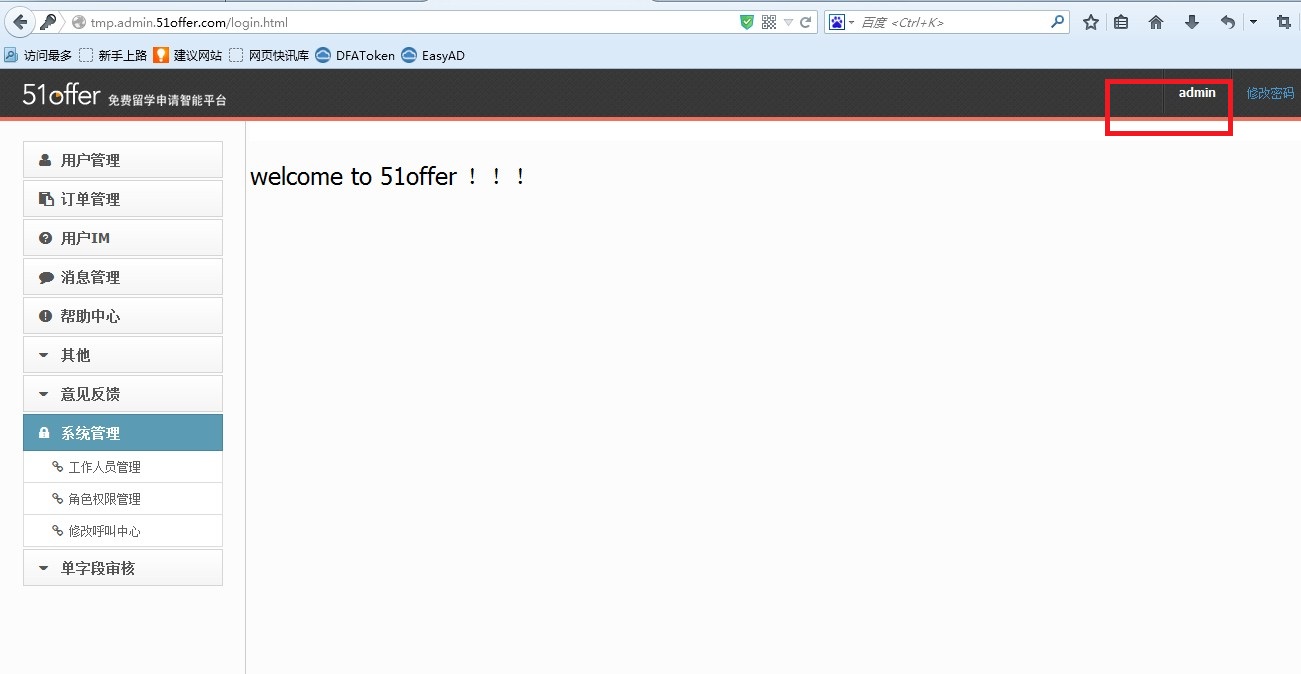 tmp.admin.51offer.com/login.html
百度 <Ctrl+K>
访问最多 新手上路 建议网站 网页快讯库 DFAToken EasyAD
51offer 免费留学申请智能平台 admin 修改密码
用户管理
welcome to 51offer！！！
订单管理
用户IM
消息管理
帮助中心
其他
意见反馈
系统管理
工作人员管理
角色权限管理
修改呼叫中心
单字段审核